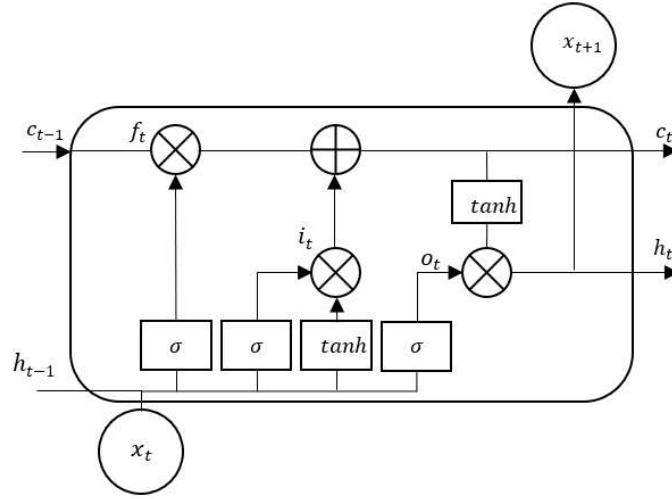 x_{t+1}
c_{t-1}
f_t
c_t
tanh
i_t
o_t
h_t
σ
σ
tanh
σ
h_{t-1}
x_t